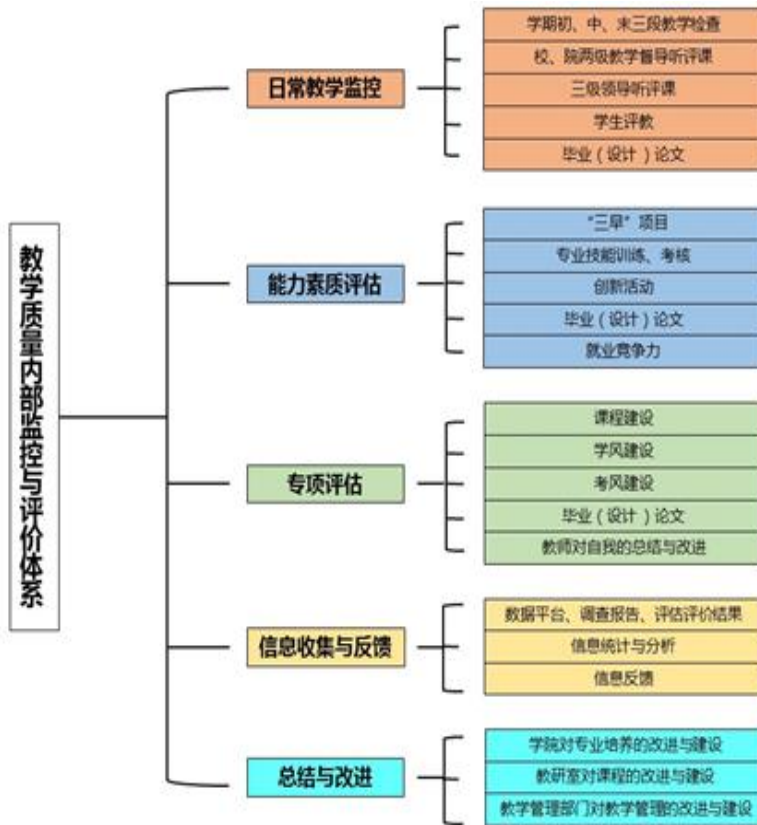 教学质量内部监控与评价体系
日常教学监控
学期初、中、末三段教学检查
校、院两级教学督导听评课
三级领导听评课
学生评教
毕业（设计）论文
能力素质评估
“三早”项目
专业技能训练、考核
创新活动
毕业（设计）论文
就业竞争力
专项评估
课程建设
学风建设
考风建设
毕业（设计）论文
教师对自我的总结与改进
信息收集与反馈
数据平台、调查报告、评估评价结果
信息统计与分析
信息反馈
总结与改进
学院对专业培养的改进与建设
教研室对课程的改进与建设
教学管理部门对教学管理的改进与建设